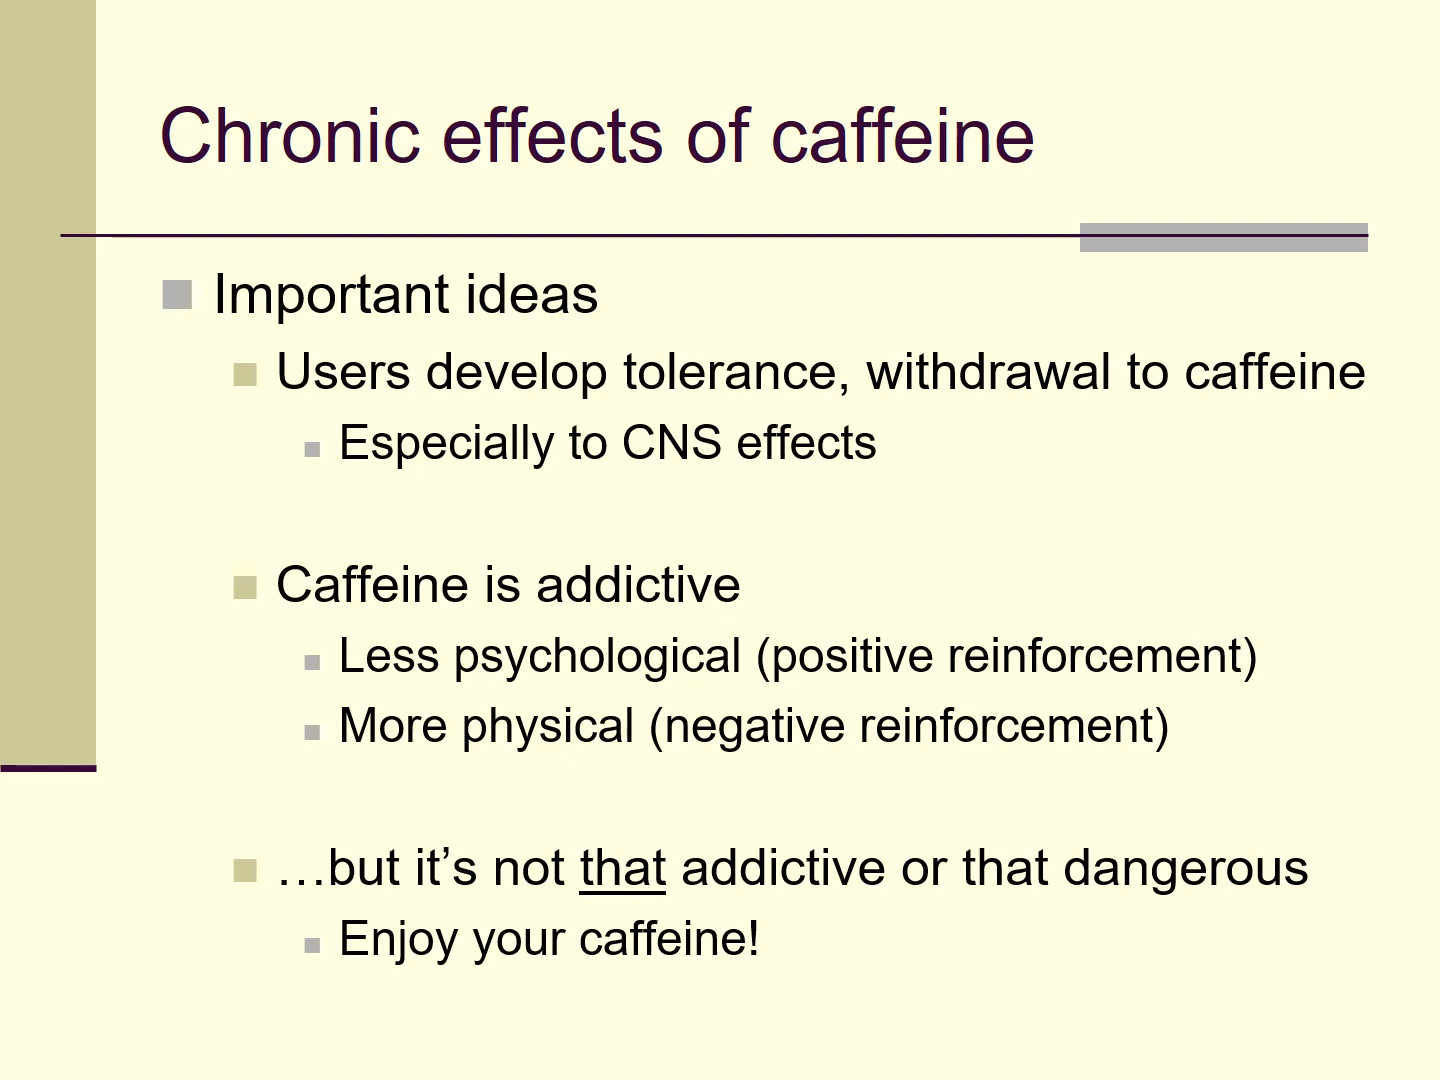 Chronic effects of caffeine
Important ideas
Users develop tolerance, withdrawal to caffeine
Especially to CNS effects
Caffeine is addictive
Less psychological (positive reinforcement)
More physical (negative reinforcement)
…but it’s not that addictive or that dangerous
Enjoy your caffeine!